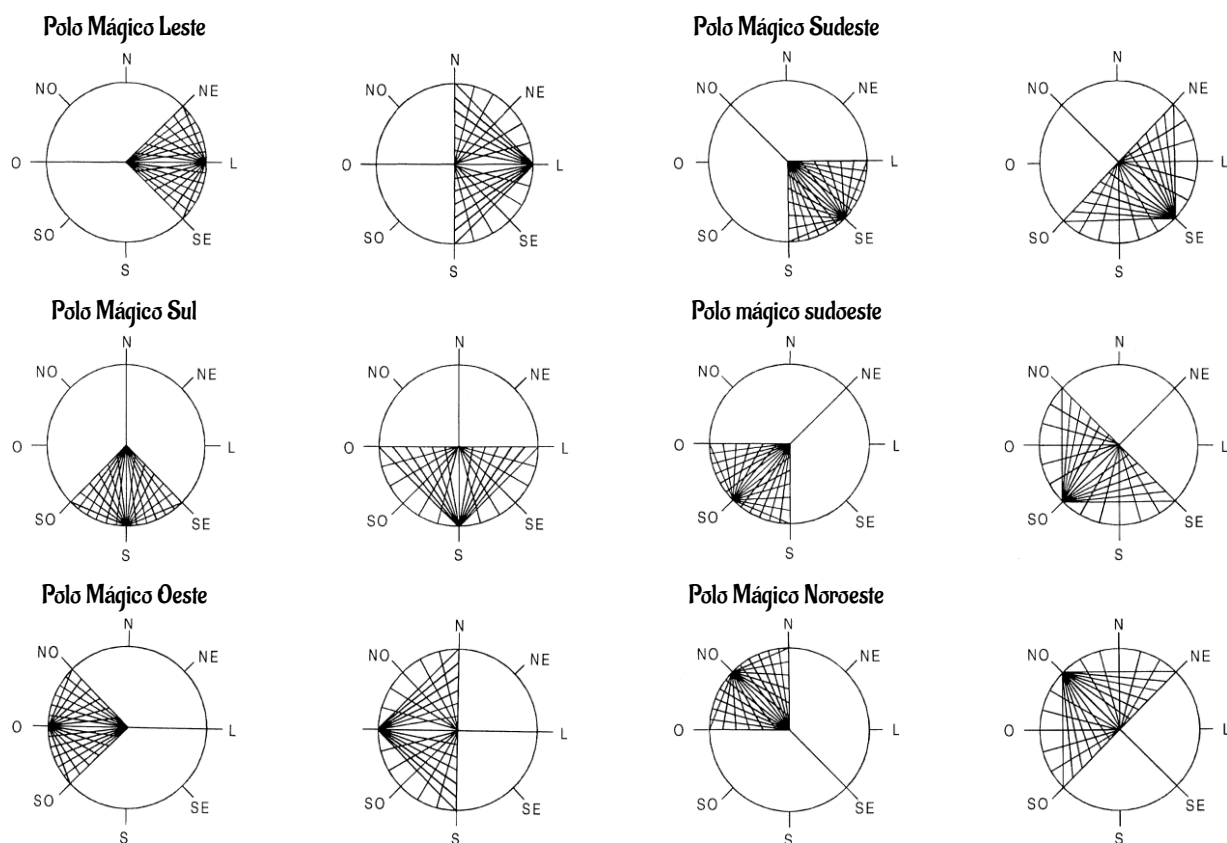 Polo Mágico Leste
N
NO
NE
O
L
SO
SE
S
N
NO
NE
O
L
SO
SE
S
Polo Mágico Sudeste
N
NO
NE
O
L
SO
SE
S
N
NO
NE
O
L
SO
SE
S
Polo Mágico Sul
N
NO
NE
O
L
SO
SE
S
N
NO
NE
O
L
SO
SE
S
Polo mágico sudoeste
N
NO
NE
O
L
SO
SE
S
N
NO
NE
O
L
SO
SE
S
Polo Mágico Oeste
N
NO
NE
O
L
SO
SE
S
N
NO
NE
O
L
SO
SE
S
Polo Mágico Noroeste
N
NO
NE
O
L
SO
SE
S
N
NO
NE
O
L
SO
SE
S